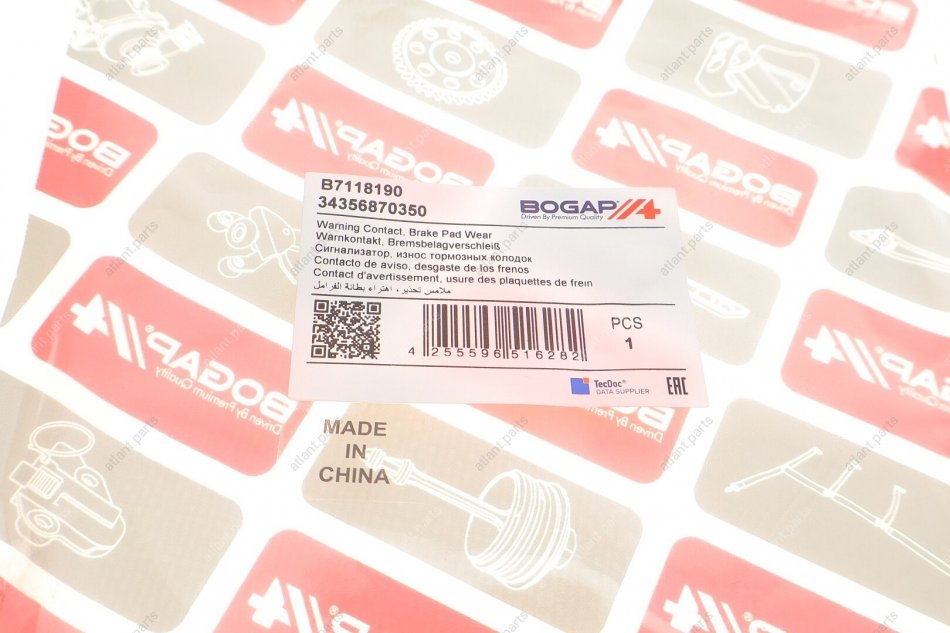 B7118190
34356870350
BOGAP
Driven By Premium Quality
Warning Contact, Brake Pad Wear
Warnkontakt, Bremsbelagverschleiß
Сигнализатор, износ тормозных колодок
Contacto de aviso, desgaste de los frenos
Contact d'avertissement, usure des plaquettes de frein
ملامس تحذير، اهتراء بطانة الفرامل
4 255596 516282
PCS
1
TecDoc®
DATA SUPPLIER
EAC
MADE
IN
CHINA
BOGAP®
Driven By Premium Quality
atlant.parts